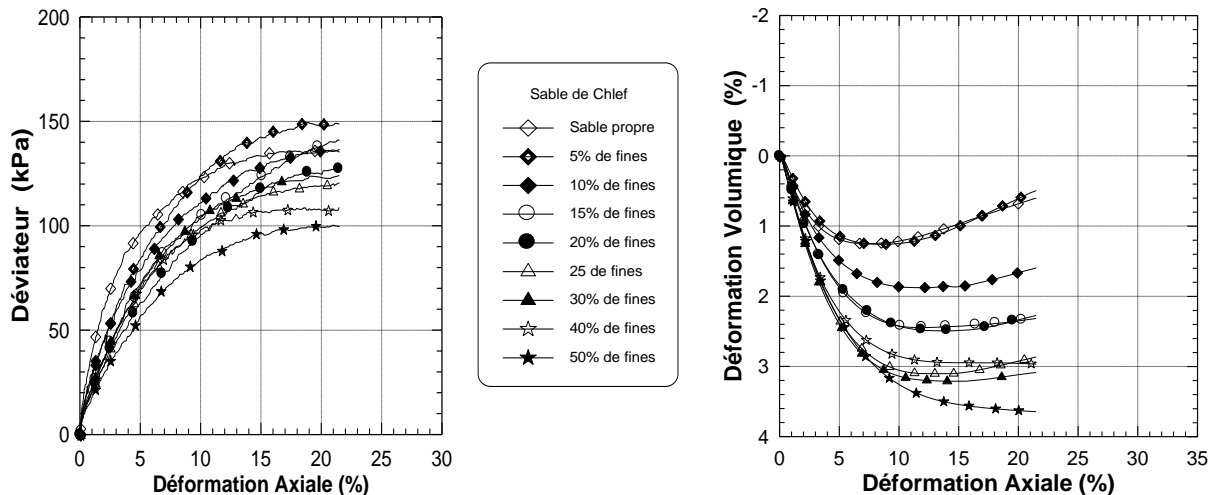 200
150
100
50
0
Déviateur (kPa)
0 5 10 15 20 25 30
Déformation Axiale (%)
Sable de Chlef
Sable propre
5% de fines
10% de fines
15% de fines
20% de fines
25 de fines
30% de fines
40% de fines
50% de fines
-2
-1
0
1
2
3
4
Déformation Volumique (%)
0 5 10 15 20 25 30 35
Déformation Axiale (%)